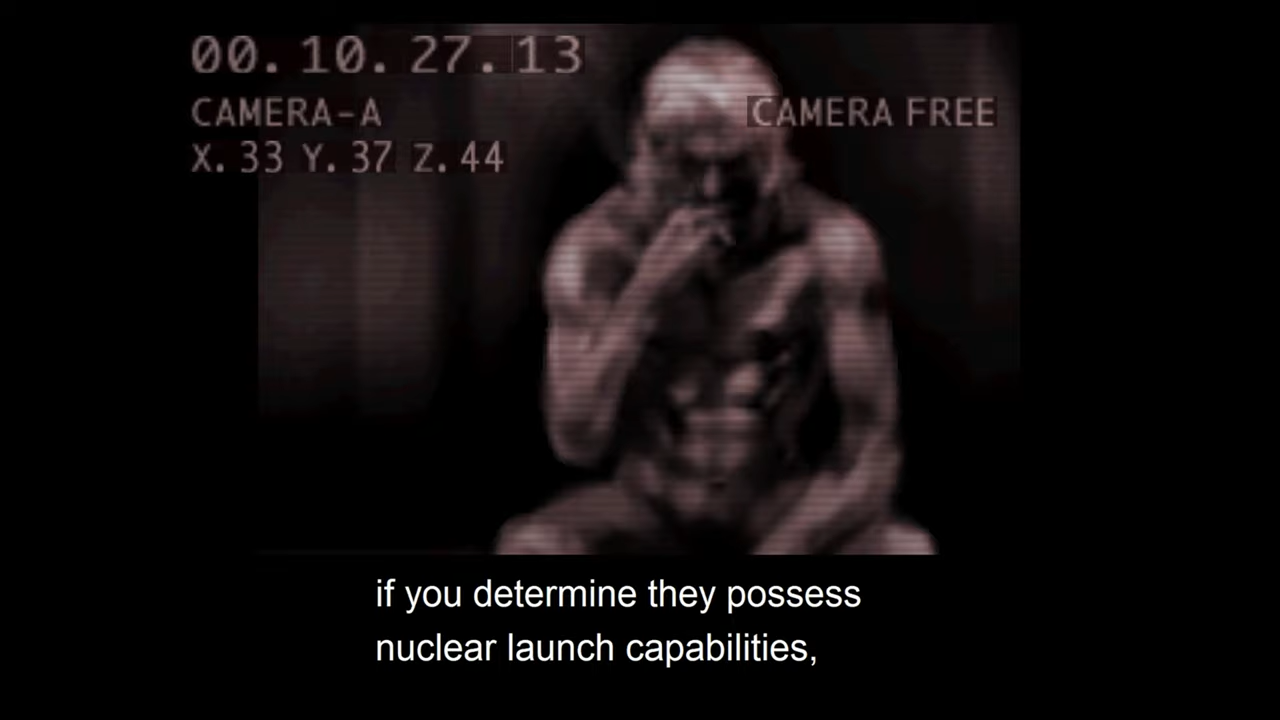 00.10.27.13
CAMERA-A
CAMERA FREE
X.33 Y.37 Z.44
if you determine they possess
nuclear launch capabilities,